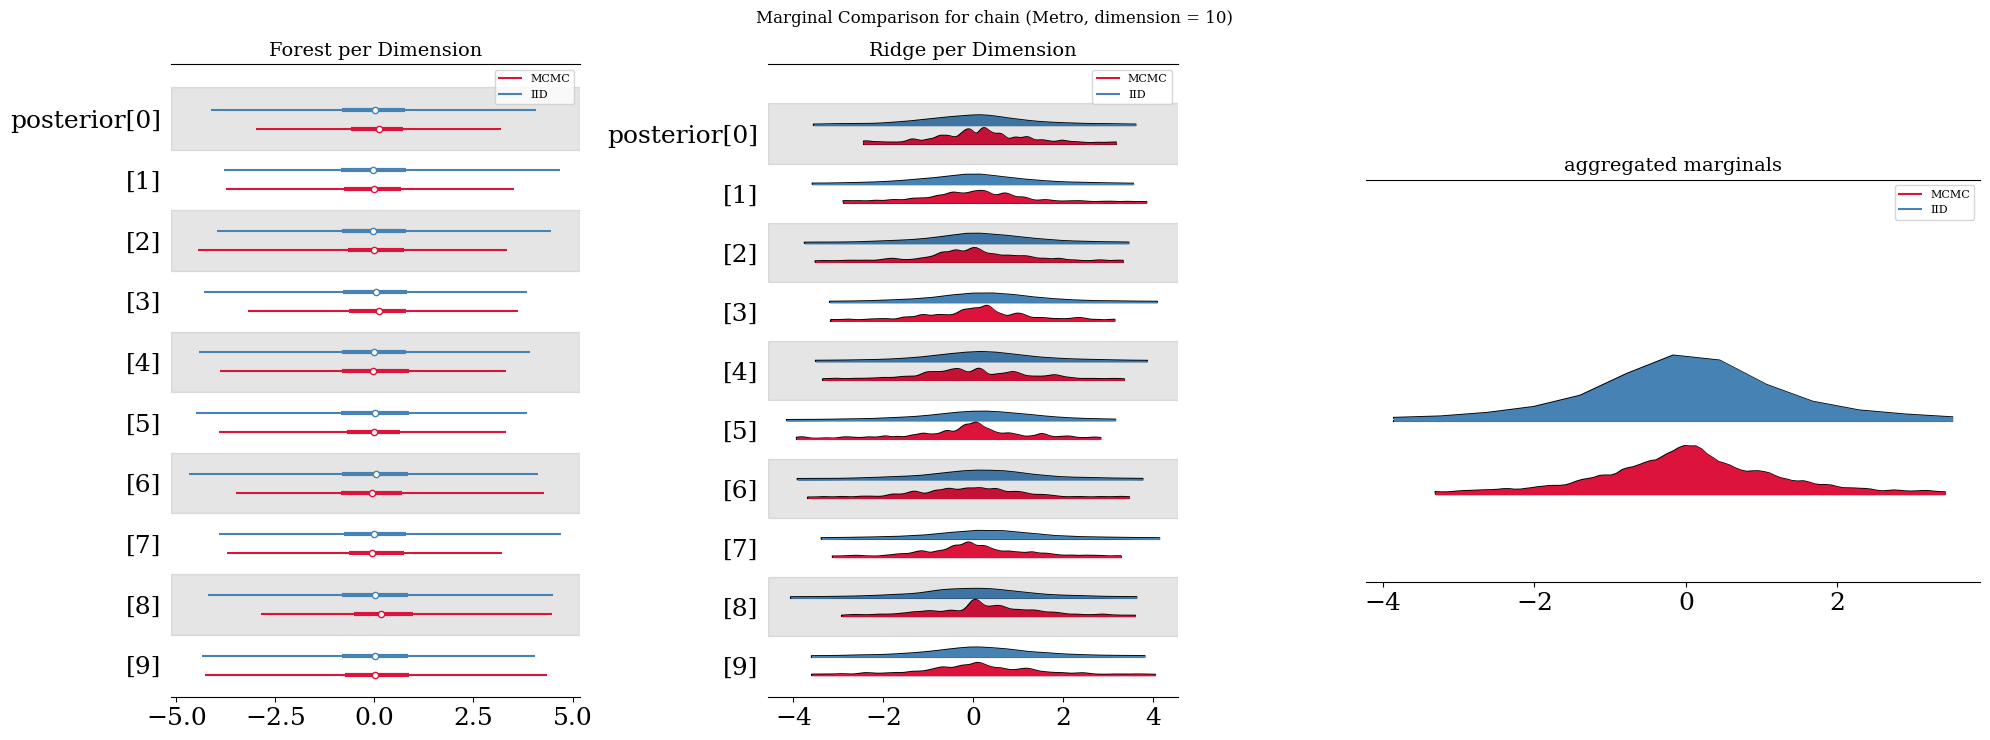 Marginal Comparison for chain (Metro, dimension = 10)
Forest per Dimension
MCMC
IID
posterior[0]
[1]
[2]
[3]
[4]
[5]
[6]
[7]
[8]
[9]
−5.0 −2.5 0.0 2.5 5.0
Ridge per Dimension
MCMC
IID
posterior[0]
[1]
[2]
[3]
[4]
[5]
[6]
[7]
[8]
[9]
−4 −2 0 2 4
aggregated marginals
MCMC
IID
−4 −2 0 2